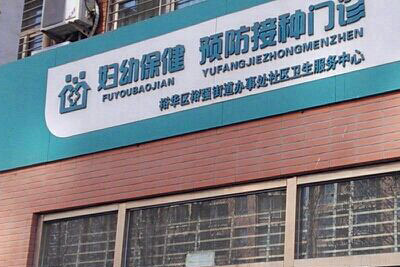 妇幼保健 预防接种门诊
FUYOUBAOJIAN YUFANGJIEZHONGMENZHEN
裕华区裕强街道办事处社区卫生服务中心